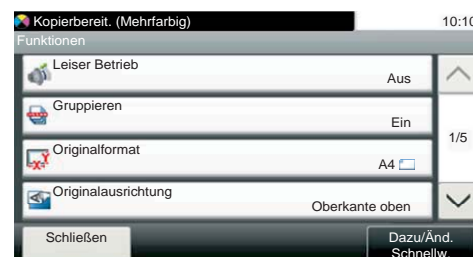 Kopierbereit. (Mehrfarbig) 10:10
Funktionen
Leiser Betrieb
Aus
Gruppieren
Ein
1/5
Originalformat
A4
Originalausrichtung
Oberkante oben
Schließen
Dazu/Änd.
Schnellw.